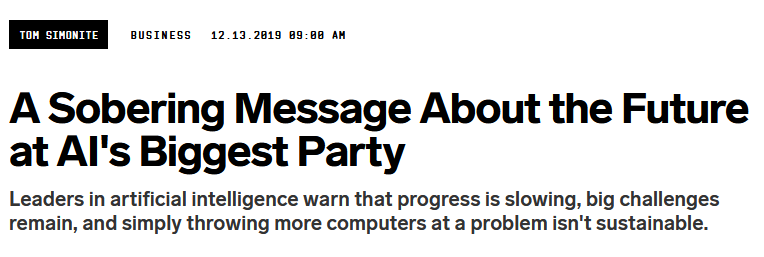 TOM SIMONITE BUSINESS 12.13.2019 09:00 AM
A Sobering Message About the Future
at AI's Biggest Party
Leaders in artificial intelligence warn that progress is slowing, big challenges
remain, and simply throwing more computers at a problem isn't sustainable.